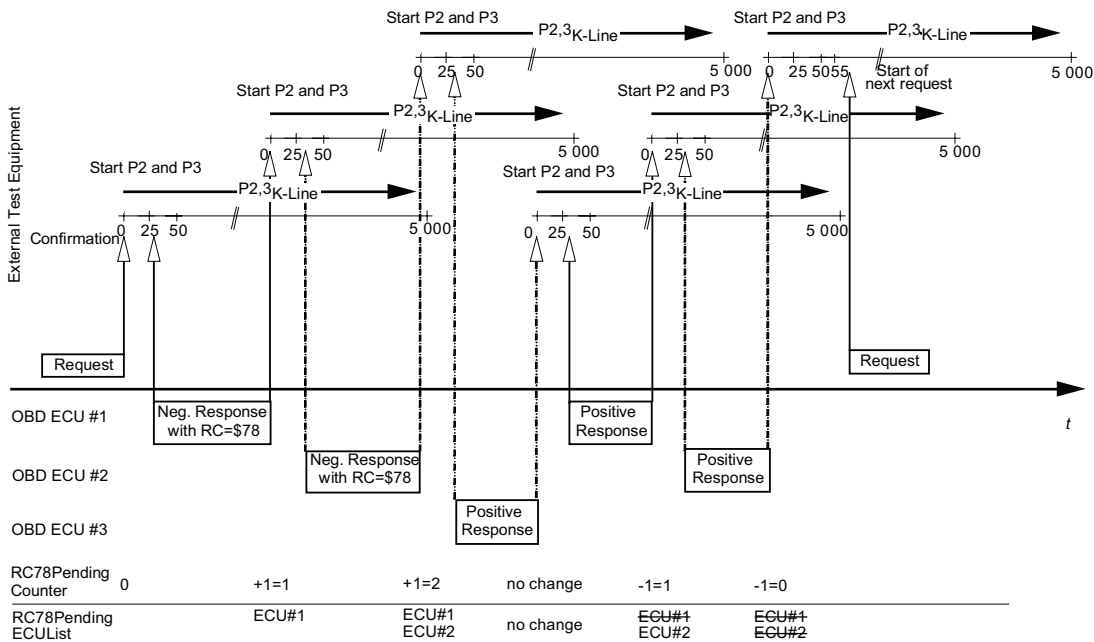 Start P2 and P3
P2,3K-Line
0 25 50 5 000
Start P2 and P3
P2,3K-Line
0 25 50 55 5 000
Start of
next request
Start P2 and P3
P2,3K-Line
0 25 50 5 000
Start P2 and P3
P2,3K-Line
0 25 50 5 000
Start P2 and P3
P2,3K-Line
0 25 50 5 000
Start P2 and P3
P2,3K-Line
0 25 50 5 000
External Test Equipment
Confirmation
Request
Request
t
OBD ECU #1
Neg. Response
with RC=$78
Positive
Response
OBD ECU #2
Neg. Response
with RC=$78
Positive
Response
OBD ECU #3
Positive
Response
RC78Pending
Counter
0 +1=1 +1=2 no change -1=1 -1=0
RC78Pending
ECUList
ECU#1
ECU#1
ECU#2
no change
ECU#1
ECU#2
ECU#1
ECU#2